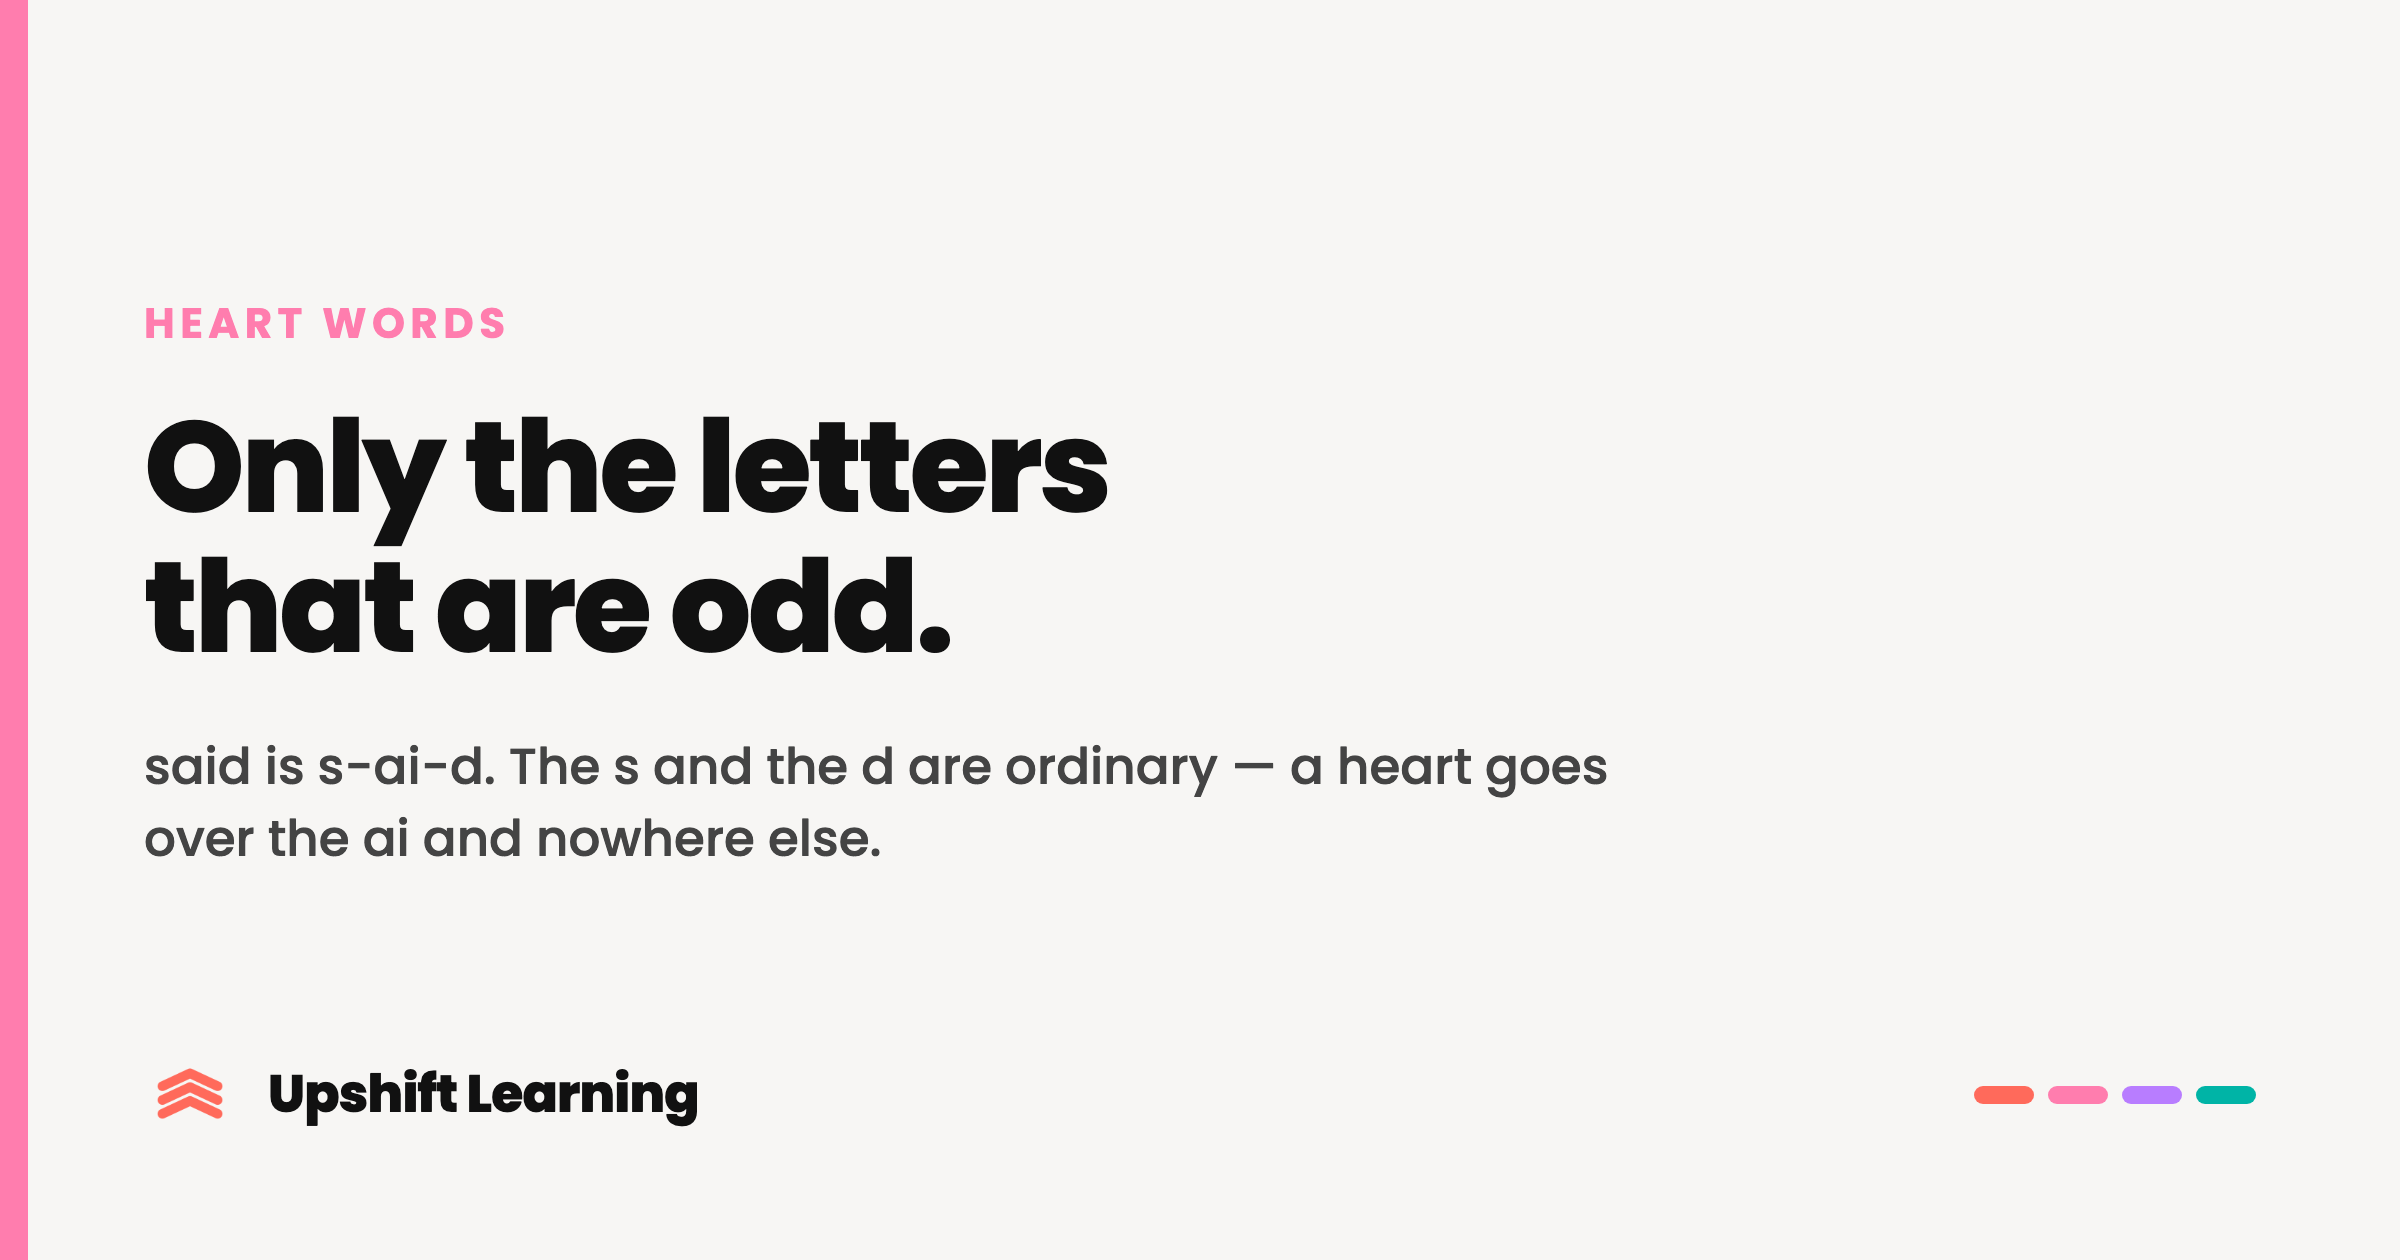 HEART WORDS
Only the letters
that are odd.
said is s-ai-d. The s and the d are ordinary — a heart goes
over the ai and nowhere else.
Upshift Learning